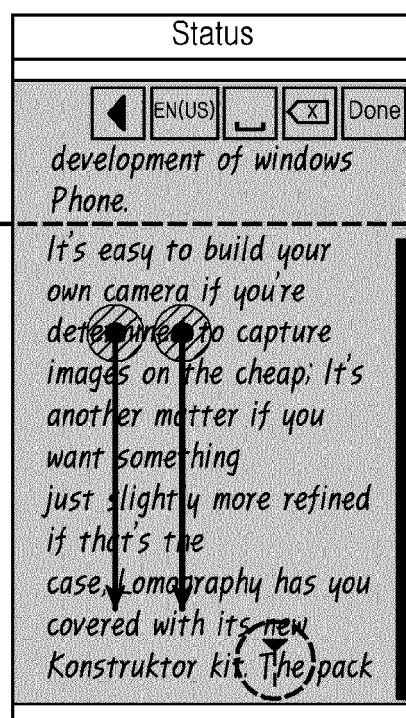 Status
EN(US) X Done
development of windows
Phone.
It's easy to build your
own camera if you're
determined to capture
images on the cheap; It's
another matter if you
want something
just slightly more refined
if that's the
case, Lomography has you
covered with its new
Konstruktor kit. The pack